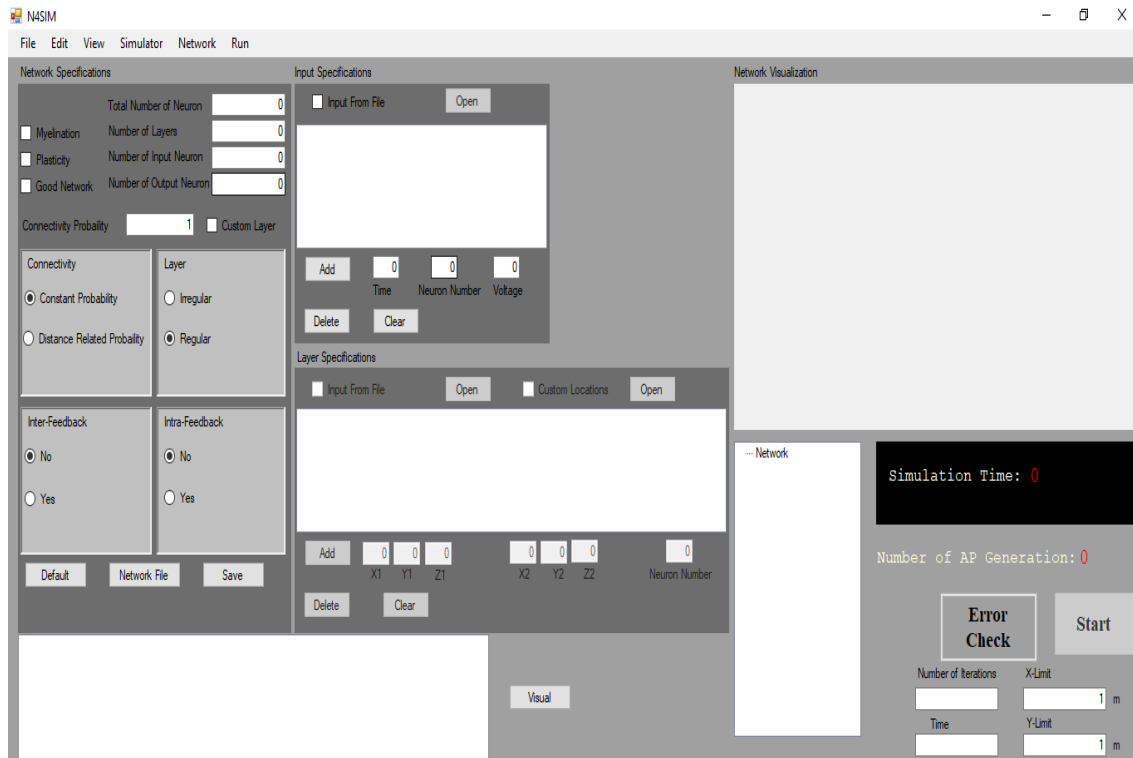 N4SIM
File Edit View Simulator Network Run
Network Specifications
Total Number of Neuron 0
Myelination
Number of Layers 0
Plasticity
Number of Input Neuron 0
Good Network
Number of Output Neuron 0
Connectivity Probaility 1
Custom Layer
Connectivity
Constant Probability
Distance Related Probaility
Layer
Irregular
Regular
Inter-Feedback
No
Yes
Intra-Feedback
No
Yes
Default Network File Save
Input Specifications
Input From File Open
Add 0 0 0
Time Neuron Number Voltage
Delete Clear
Layer Specifications
Input From File Open Custom Locations Open
Add 0 0 0 0 0 0 0
X1 Y1 Z1 X2 Y2 Z2 Neuron Number
Delete Clear
Visual
Network Visualization
Network
Simulation Time: 0
Number of AP Generation: 0
Error
Check
Start
Number of Iterations X-Limit
1 m
Time Y-Limit
1 m